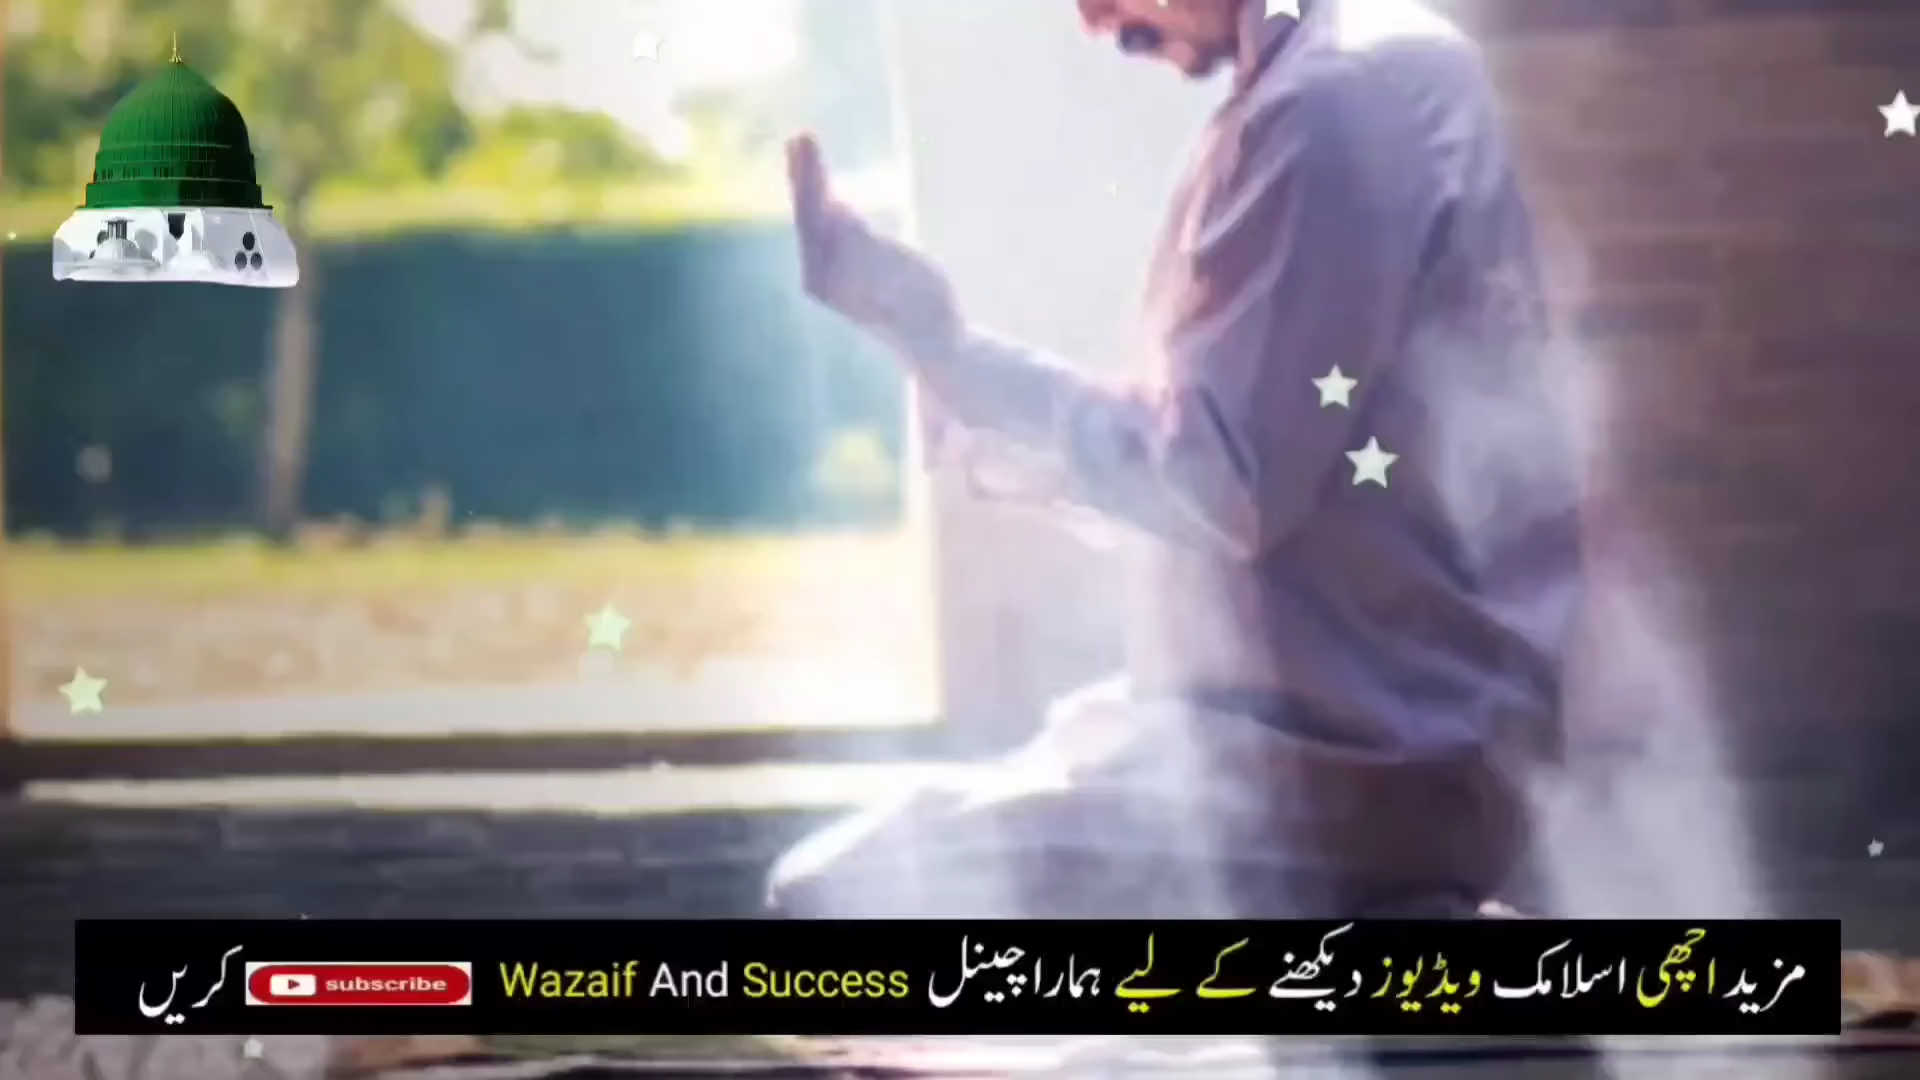 مزید اچھی اسلامک ویڈیوز دیکھنے کے لیے ہمارا چینل Wazaif And Success subscribe کریں